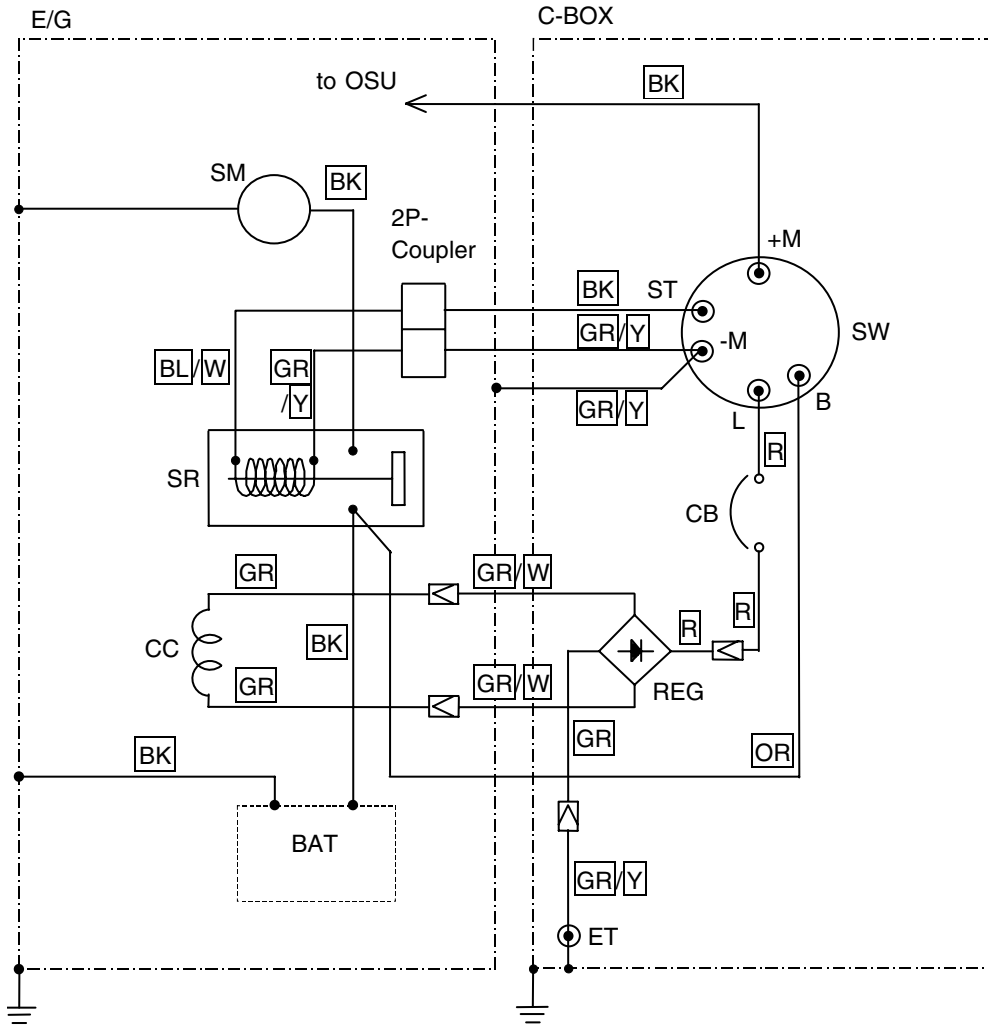 E/G
C-BOX
to OSU
BK
SM
BK
2P-
Coupler
+M
BK
ST
GR/Y
-M
SW
BL/W
GR
/Y
GR/Y
L
B
R
SR
CB
GR
GR/W
R
R
CC
BK
GR
GR/W
REG
GR
OR
BK
BAT
GR/Y
ET